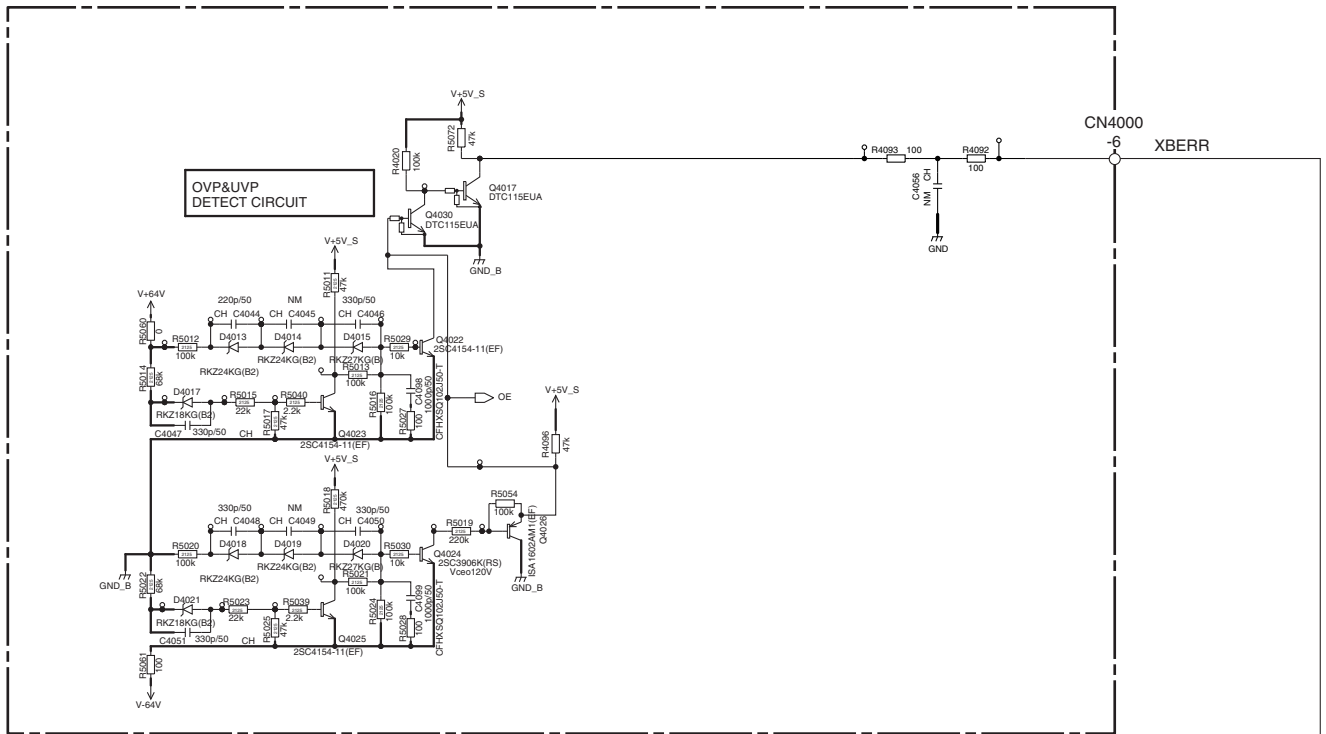 V+5V_S
R5072
47k
R4020
100k
CN4000
-6
XBERR
R4093 100
R4092
100
C4056
NM CH
GND
OVP&UVP
DETECT CIRCUIT
Q4017
DTC115EUA
Q4030
DTC115EUA
GND_B
V+5V_S
R5011
47k
V+64V
R5060
0
220p/50 NM 330p/50
CH C4044 CH C4045 CH C4046
R5012 D4013 D4014 D4015 R5029 Q4022
100k 10k 2SC4154-11(EF)
RKZ24KG(B2) RKZ24KG(B2) RKZ27KG(B)
R5013
100k
R5014
68k
D4017
RKZ18KG(B2)
C4047 330p/50 CH
R5015
22k
R5017
47k
R5040
2.2k
Q4023
2SC4154-11(EF)
R5016
100k
C4098
1000p/50
R5027
100
CFHXSQ102J50-T
OE
V+5V_S
R4096
47k
V+5V_S
R5018
470k
330p/50 NM 330p/50
CH C4048 CH C4049 CH C4050
R5020 D4018 D4019 D4020 R5030
100k 10k
RKZ24KG(B2) RKZ24KG(B2) RKZ27KG(B)
Q4024
2SC3906K(RS)
Vceo120V
R5019
220k
R5054
100k
ISA1602AM1(EF)
Q4026
GND_B
GND_B
R5021
100k
R5022
68k
D4021
RKZ18KG(B2)
C4051 330p/50 CH
R5023
22k
R5025
47k
R5039
2.2k
Q4025
2SC4154-11(EF)
R5024
100k
C4099
1000p/50
R5028
100
CFHXSQ102J50-T
R5061
100
V-64V